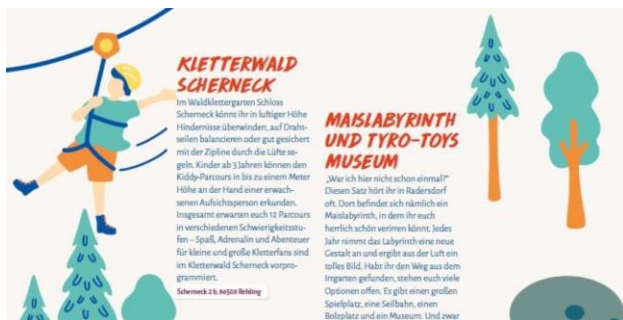 KLETTERWALD
SCHERNECK
Im Waldklettergarten Schloss
Scherneck könnt ihr in luftiger Höhe
Hindernisse überwinden, auf Draht-
seilen balancieren oder gut gesichert
mit der Zipline durch die Lüfte se-
geln. Kinder ab 3 Jahren können den
Kiddy-Parcours in bis zu einem Meter
Höhe an der Hand einer erwach-
senen Aufsichtsperson erkunden.
Insgesamt erwarten euch 12 Parcours
in verschiedenen Schwierigkeitsstu-
fen – Spaß, Adrenalin und Abenteuer
für kleine und große Kletterfans sind
im Kletterwald Scherneck vorpro-
grammiert.
Scherneck 2 b, 86508 Rehling
MAISLABYRINTH
UND TYRO-TOYS
MUSEUM
„War ich hier nicht schon einmal?"
Diesen Satz hört ihr in Radersdorf
oft. Dort befindet sich nämlich ein
Maislabyrinth, in dem ihr euch
herrlich schön verirren könnt. Jedes
Jahr nimmt das Labyrinth eine neue
Gestalt an und ergibt aus der Luft ein
tolles Bild. Habt ihr den Weg aus dem
Irrgarten gefunden, stehen euch viele
Optionen offen. Es gibt einen großen
Spielplatz, eine Seilbahn, einen
Bolzplatz und ein Museum. Und zwar